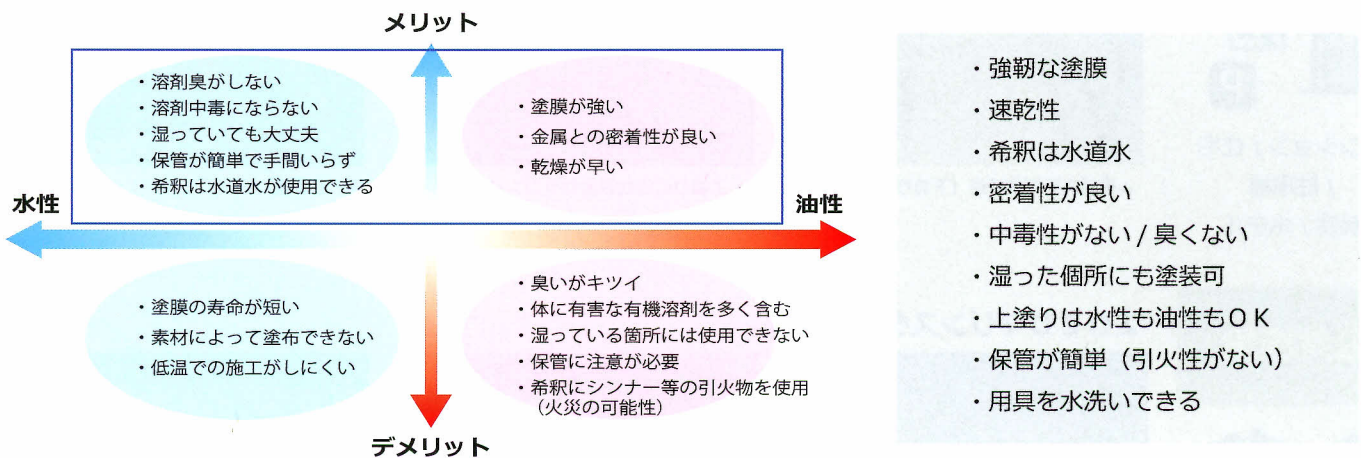 メリット
・溶剤臭がしない
・溶剤中毒にならない
・湿っていても大丈夫
・保管が簡単で手間いらず
・希釈は水道水が使用できる
・塗膜が強い
・金属との密着性が良い
・乾燥が早い
水性
油性
・塗膜の寿命が短い
・素材によって塗布できない
・低温での施工がしにくい
・臭いがキツイ
・体に有害な有機溶剤を多く含む
・湿っている箇所には使用できない
・保管に注意が必要
・希釈にシンナー等の引火物を使用
（火災の可能性）
デメリット
・強靭な塗膜
・速乾性
・希釈は水道水
・密着性が良い
・中毒性がない / 臭くない
・湿った個所にも塗装可
・上塗りは水性も油性もＯＫ
・保管が簡単（引火性がない）
・用具を水洗いできる